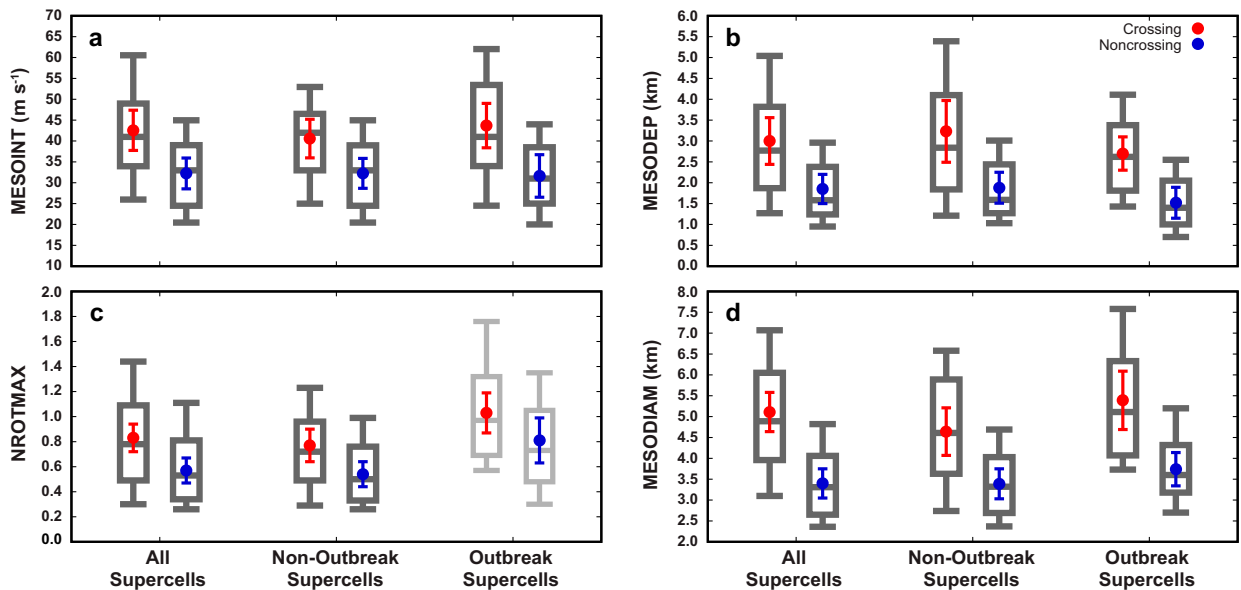 a
MESOINT (m s⁻¹)
70
65
60
55
50
45
40
35
30
25
20
15
10
b
Crossing
Noncrossing
MESODEP (km)
6.0
5.5
5.0
4.5
4.0
3.5
3.0
2.5
2.0
1.5
1.0
0.5
0.0
c
NROTMAX
2.0
1.8
1.6
1.4
1.2
1.0
0.8
0.6
0.4
0.2
0.0
All
Supercells
Non-Outbreak
Supercells
Outbreak
Supercells
d
MESODIAM (km)
8.0
7.5
7.0
6.5
6.0
5.5
5.0
4.5
4.0
3.5
3.0
2.5
2.0
All
Supercells
Non-Outbreak
Supercells
Outbreak
Supercells